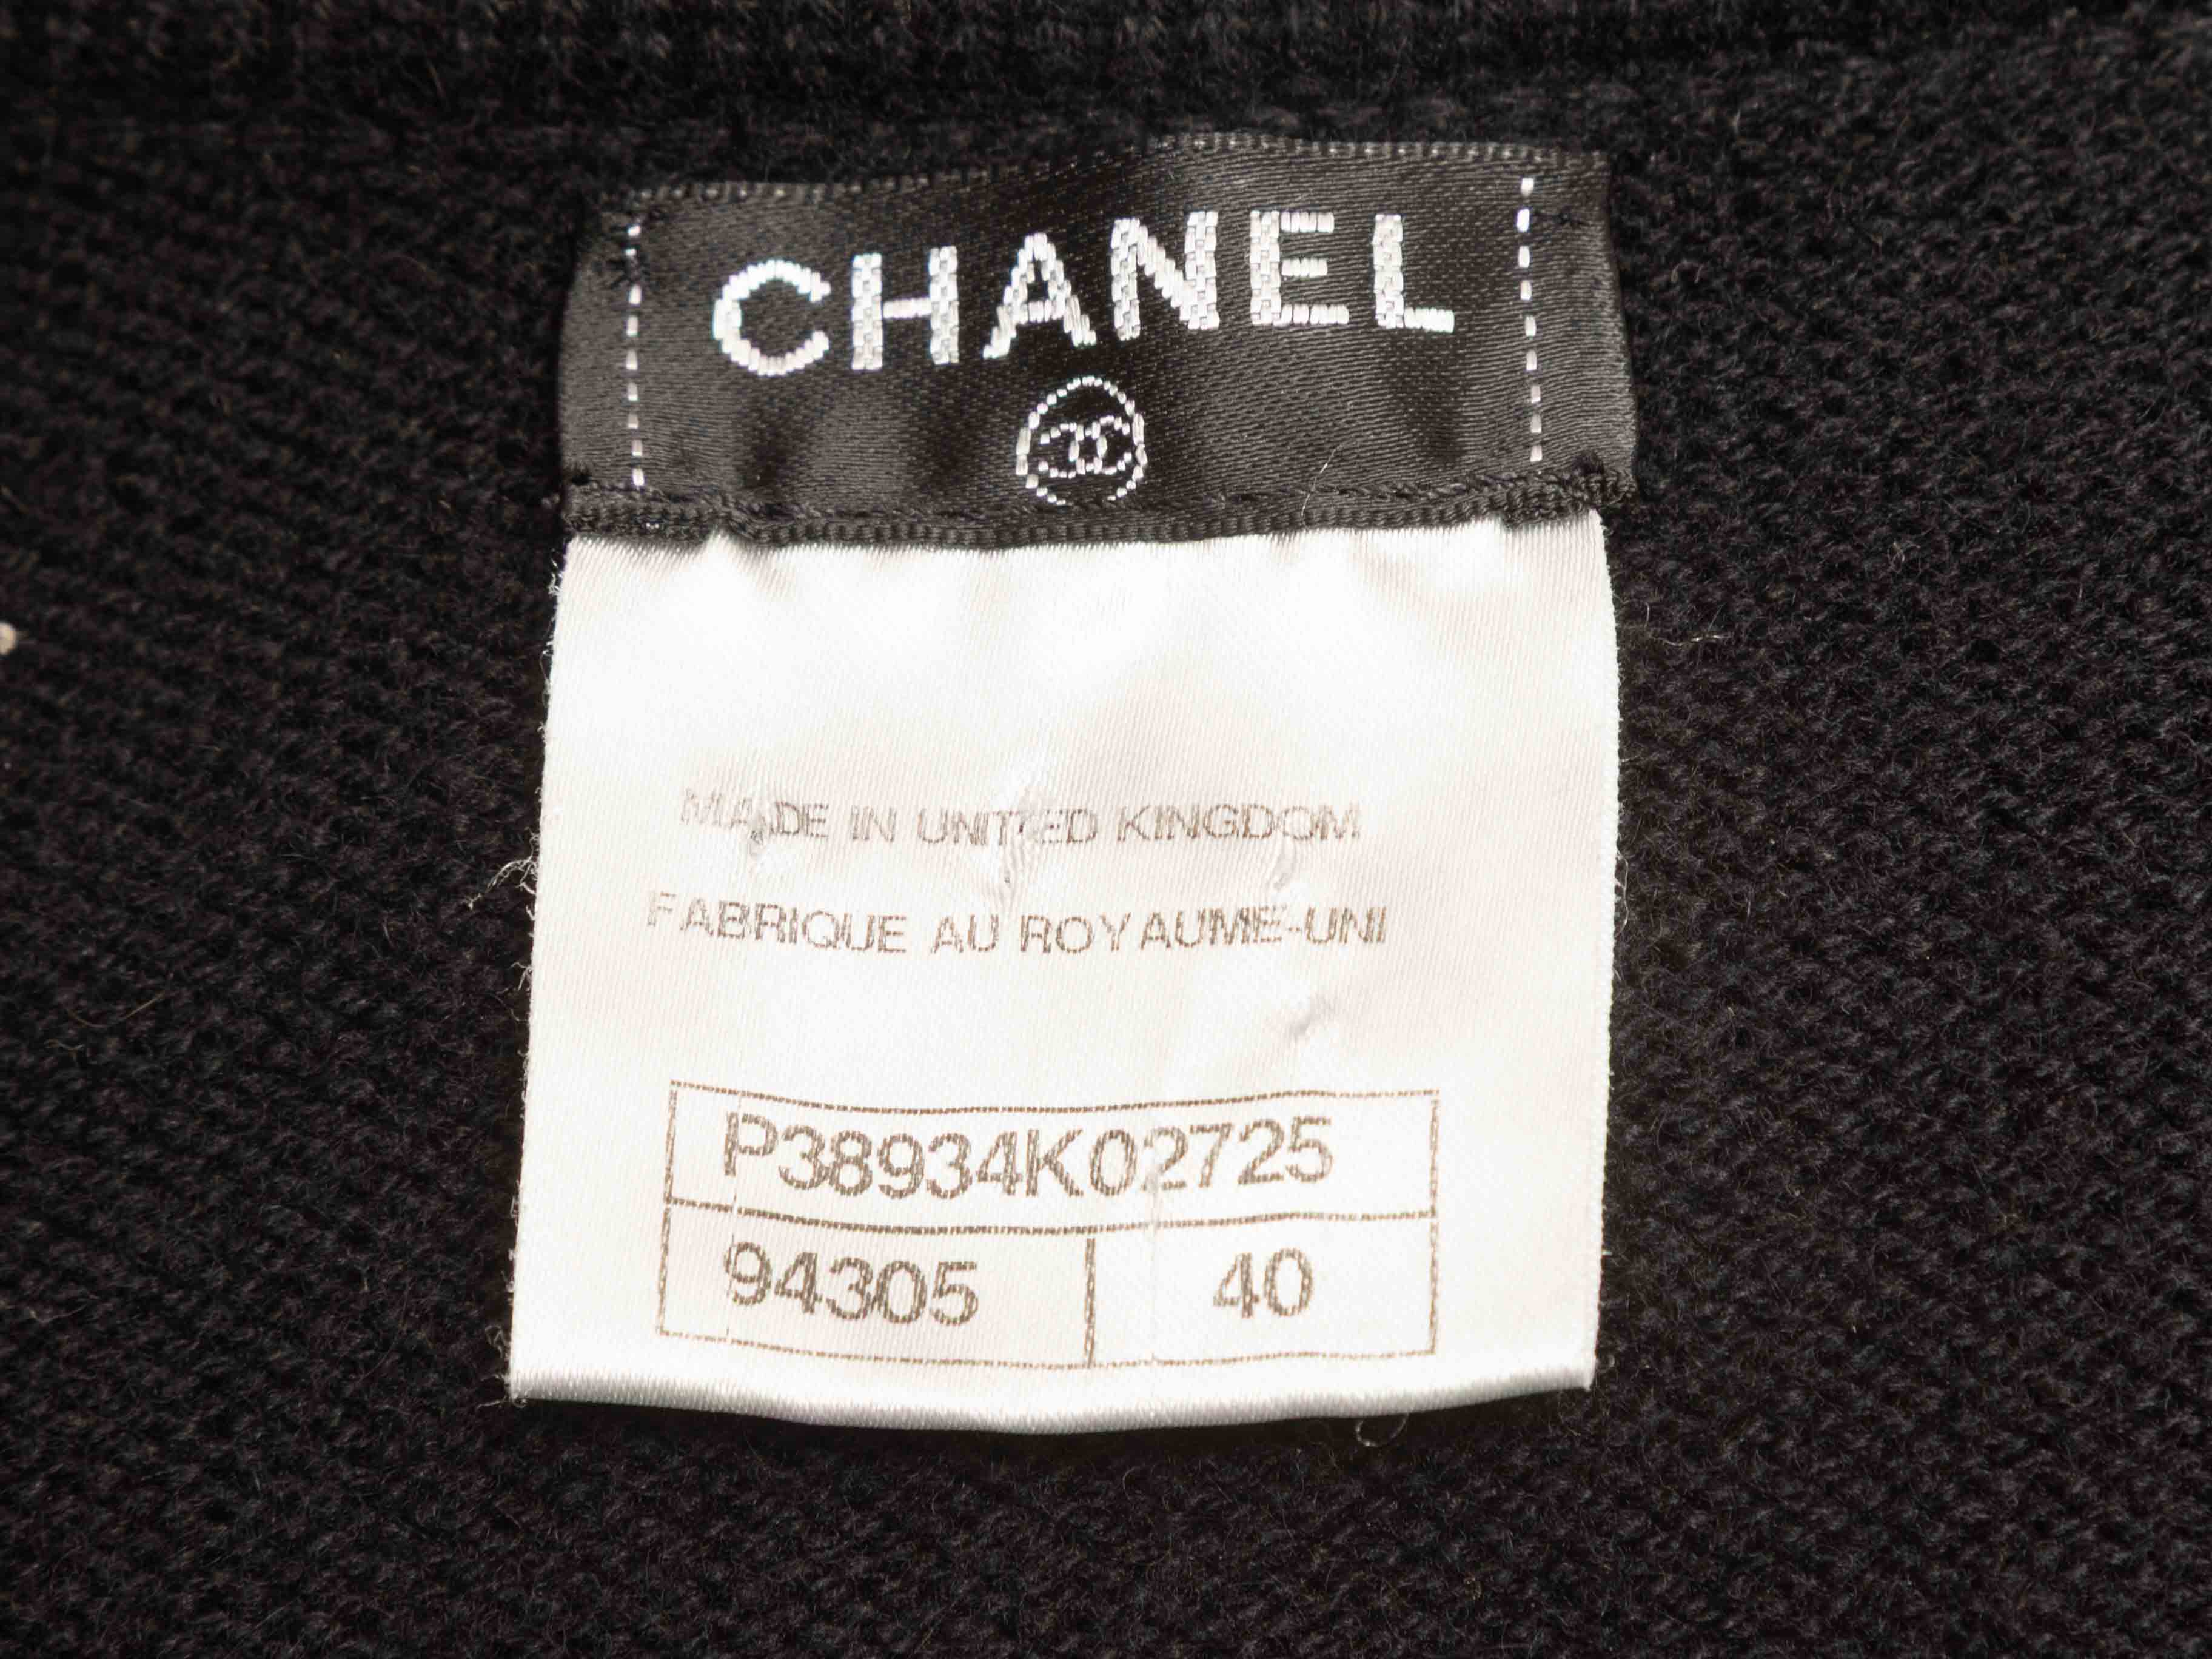 CHANEL
MADE IN UNITED KINGDOM
FABRIQUE AU ROYAUME-UNI
P38934K02725
94305 40